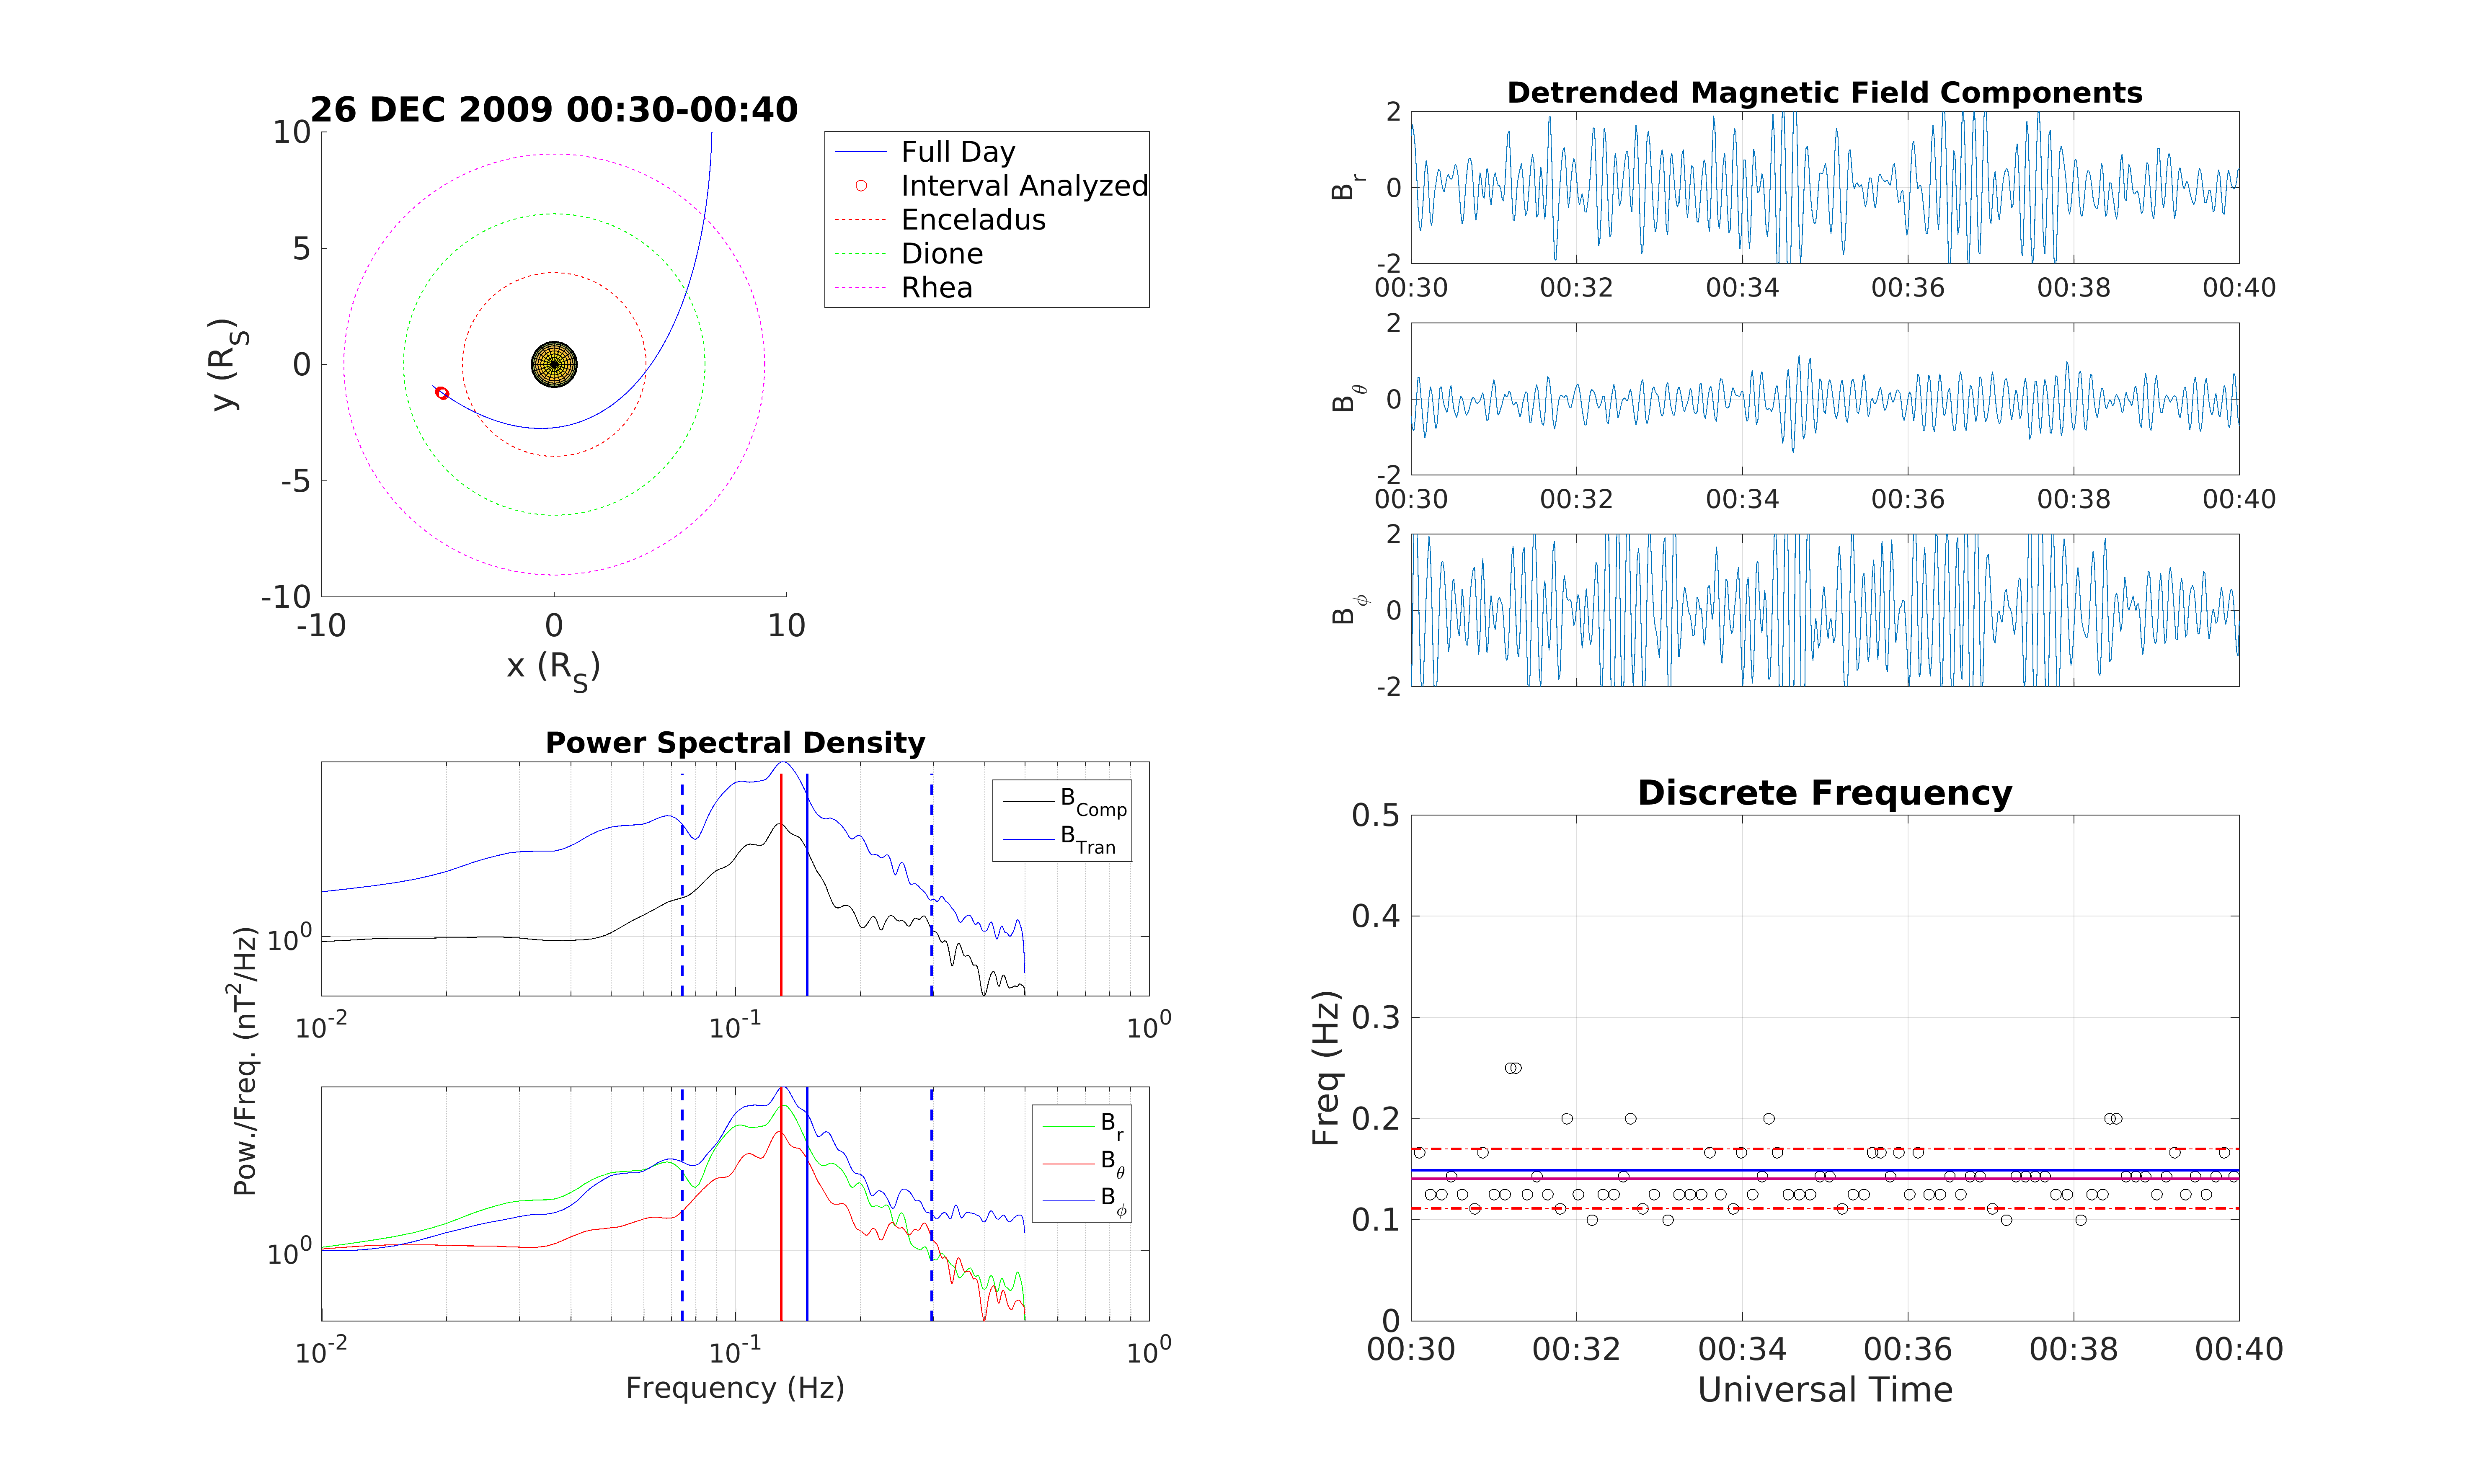 26 DEC 2009 00:30-00:40
10
5
0
-5
-10
-10
0
10
y (R_S)
x (R_S)
Full Day
Interval Analyzed
Enceladus
Dione
Rhea
Detrended Magnetic Field Components
2
0
-2
B_r
00:30 00:32 00:34 00:36 00:38 00:40
2
0
-2
B_θ
00:30 00:32 00:34 00:36 00:38 00:40
2
0
-2
B_ϕ
Power Spectral Density
B_Comp
B_Tran
10^0
10^-2 10^-1 10^0
Pow./Freq. (nT^2/Hz)
B_r
B_θ
B_ϕ
10^0
10^-2 10^-1 10^0
Frequency (Hz)
Discrete Frequency
0.5
0.4
0.3
0.2
0.1
0
Freq (Hz)
00:30 00:32 00:34 00:36 00:38 00:40
Universal Time